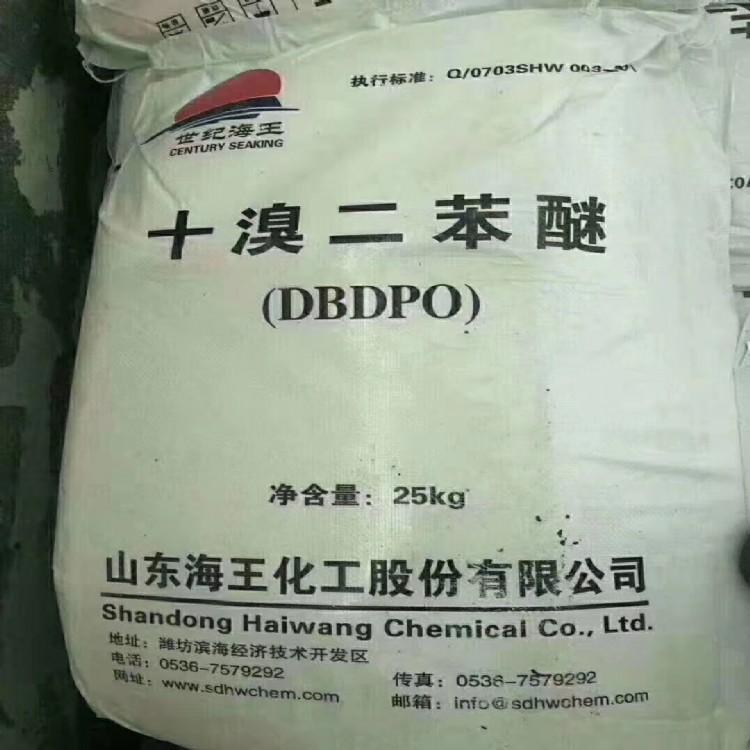 世纪海王
CENTURY SEAKING
执行标准：Q/0703SHW
十溴二苯醚
(DBDPO)
净含量：25kg
山东海王化工股份有限公司
Shandong Haiwang Chemical Co., Ltd.
地址：潍坊滨海经济技术开发区
电话：0536-7579292
传真：0536-7579292
网址：www.sdhwchem.com
邮箱：info@sdhwchem.com